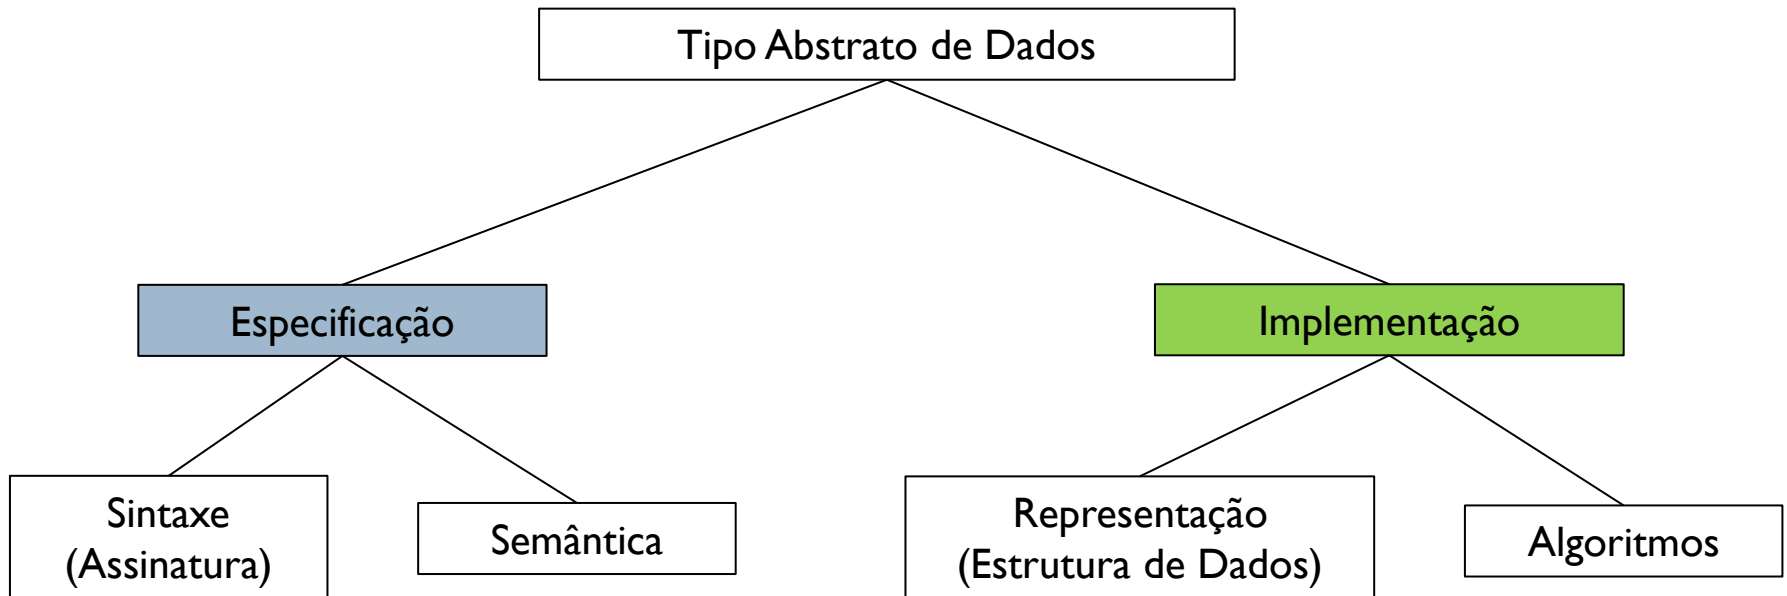 Tipo Abstrato de Dados
Especificação
Implementação
Sintaxe
(Assinatura)
Semântica
Representação
(Estrutura de Dados)
Algoritmos